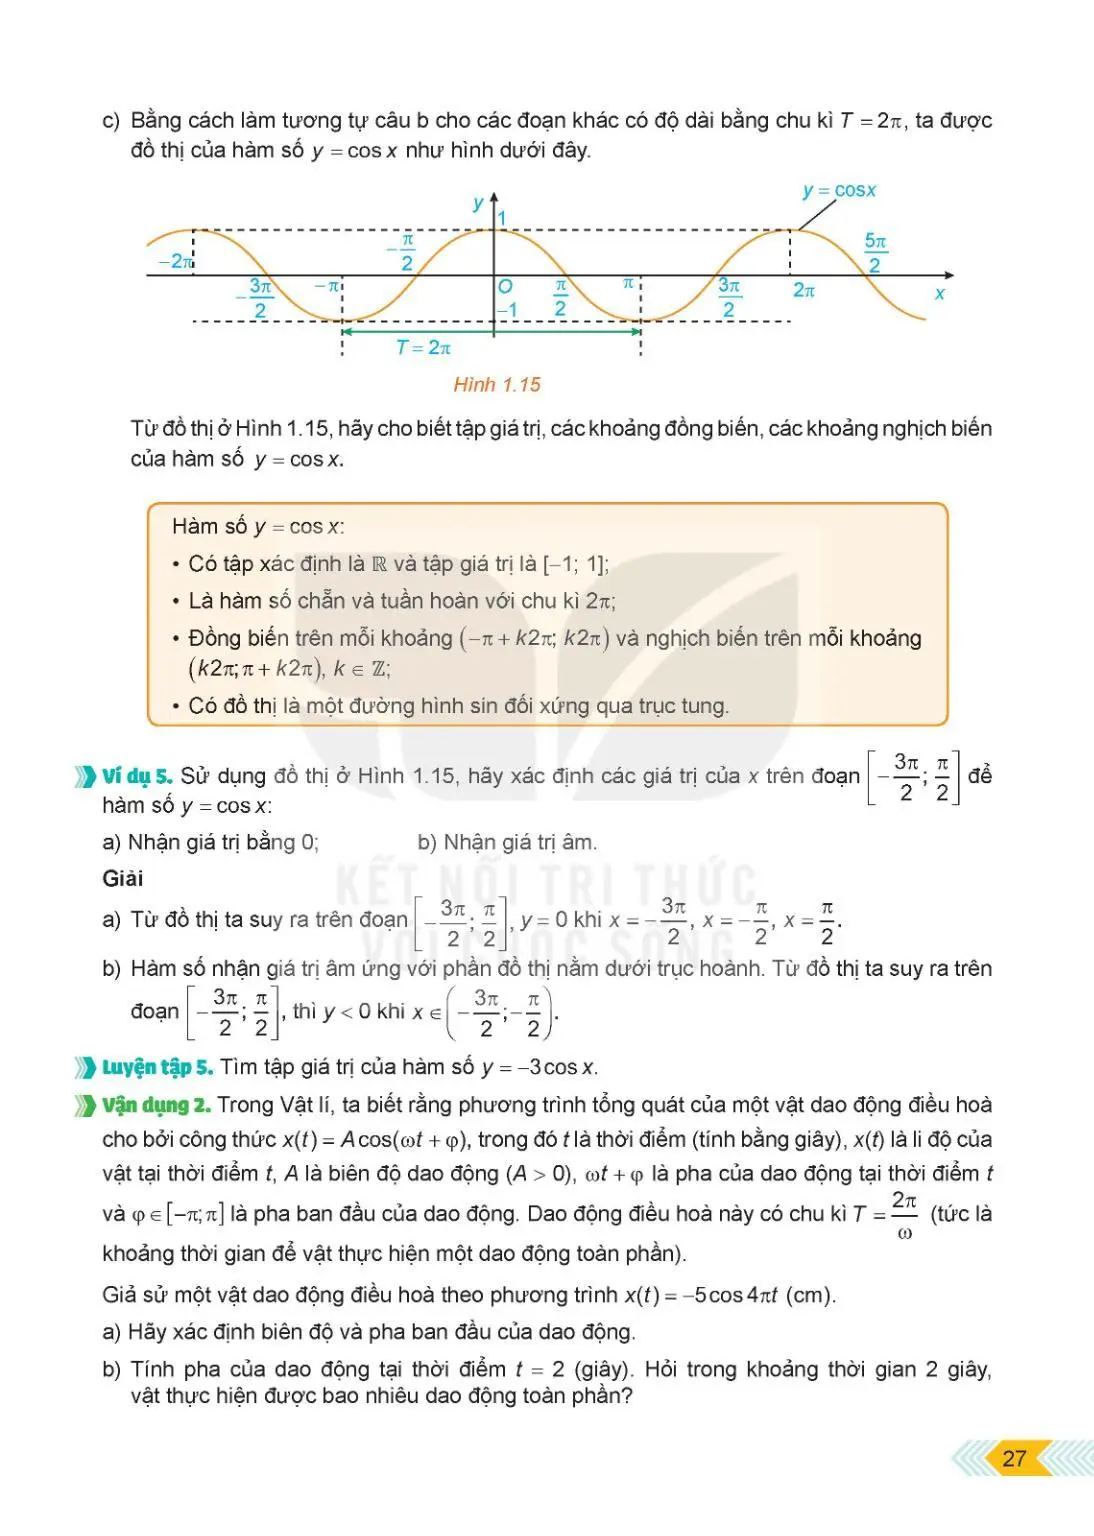 c) Bằng cách làm tương tự câu b cho các đoạn khác có độ dài bằng chu kì T = 2π, ta được
đồ thị của hàm số y = cos x như hình dưới đây.
y = cosx
y
1
−2π
−3π/2
−π
−π/2
O
−1
π/2
π
3π/2
2π
5π/2
x
T = 2π
Hình 1.15
Từ đồ thị ở Hình 1.15, hãy cho biết tập giá trị, các khoảng đồng biến, các khoảng nghịch biến
của hàm số y = cos x.
Hàm số y = cos x:
• Có tập xác định là ℝ và tập giá trị là [−1; 1];
• Là hàm số chẵn và tuần hoàn với chu kì 2π;
• Đồng biến trên mỗi khoảng (−π + k2π; k2π) và nghịch biến trên mỗi khoảng
(k2π; π + k2π), k ∈ ℤ;
• Có đồ thị là một đường hình sin đối xứng qua trục tung.
Ví dụ 5. Sử dụng đồ thị ở Hình 1.15, hãy xác định các giá trị của x trên đoạn [−3π/2; π/2] để
hàm số y = cos x:
a) Nhận giá trị bằng 0; b) Nhận giá trị âm.
Giải
KẾT NỐI TRI THỨC
a) Từ đồ thị ta suy ra trên đoạn [−3π/2; π/2], y = 0 khi x = −3π/2, x = −π/2, x = π/2.
VỚI CUỘC SỐNG
b) Hàm số nhận giá trị âm ứng với phần đồ thị nằm dưới trục hoành. Từ đồ thị ta suy ra trên
đoạn [−3π/2; π/2], thì y < 0 khi x ∈ (−3π/2; −π/2).
Luyện tập 5. Tìm tập giá trị của hàm số y = −3cos x.
Vận dụng 2. Trong Vật lí, ta biết rằng phương trình tổng quát của một vật dao động điều hoà
cho bởi công thức x(t) = A cos(ωt + φ), trong đó t là thời điểm (tính bằng giây), x(t) là li độ của
vật tại thời điểm t, A là biên độ dao động (A > 0), ωt + φ là pha của dao động tại thời điểm t
và φ ∈ [−π; π] là pha ban đầu của dao động. Dao động điều hoà này có chu kì T = 2π/ω (tức là
khoảng thời gian để vật thực hiện một dao động toàn phần).
Giả sử một vật dao động điều hoà theo phương trình x(t) = −5cos 4πt (cm).
a) Hãy xác định biên độ và pha ban đầu của dao động.
b) Tính pha của dao động tại thời điểm t = 2 (giây). Hỏi trong khoảng thời gian 2 giây,
vật thực hiện được bao nhiêu dao động toàn phần?
27